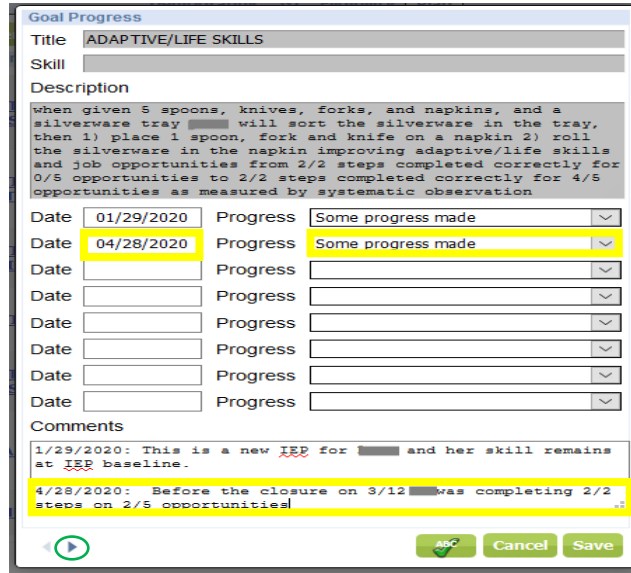 Goal Progress
Title ADAPTIVE/LIFE SKILLS
Skill
Description
when given 5 spoons, knives, forks, and napkins, and a
silverware tray will sort the silverware in the tray,
then 1) place 1 spoon, fork and knife on a napkin 2) roll
the silverware in the napkin improving adaptive/life skills
and job opportunities from 2/2 steps completed correctly for
0/5 opportunities to 2/2 steps completed correctly for 4/5
opportunities as measured by systematic observation
Date 01/29/2020 Progress Some progress made
Date 04/28/2020 Progress Some progress made
Date Progress
Date Progress
Date Progress
Date Progress
Date Progress
Date Progress
Comments
1/29/2020: This is a new IEP for and her skill remains
at IEP baseline.
4/28/2020: Before the closure on 3/12 was completing 2/2
steps on 2/5 opportunities
ABC Cancel Save